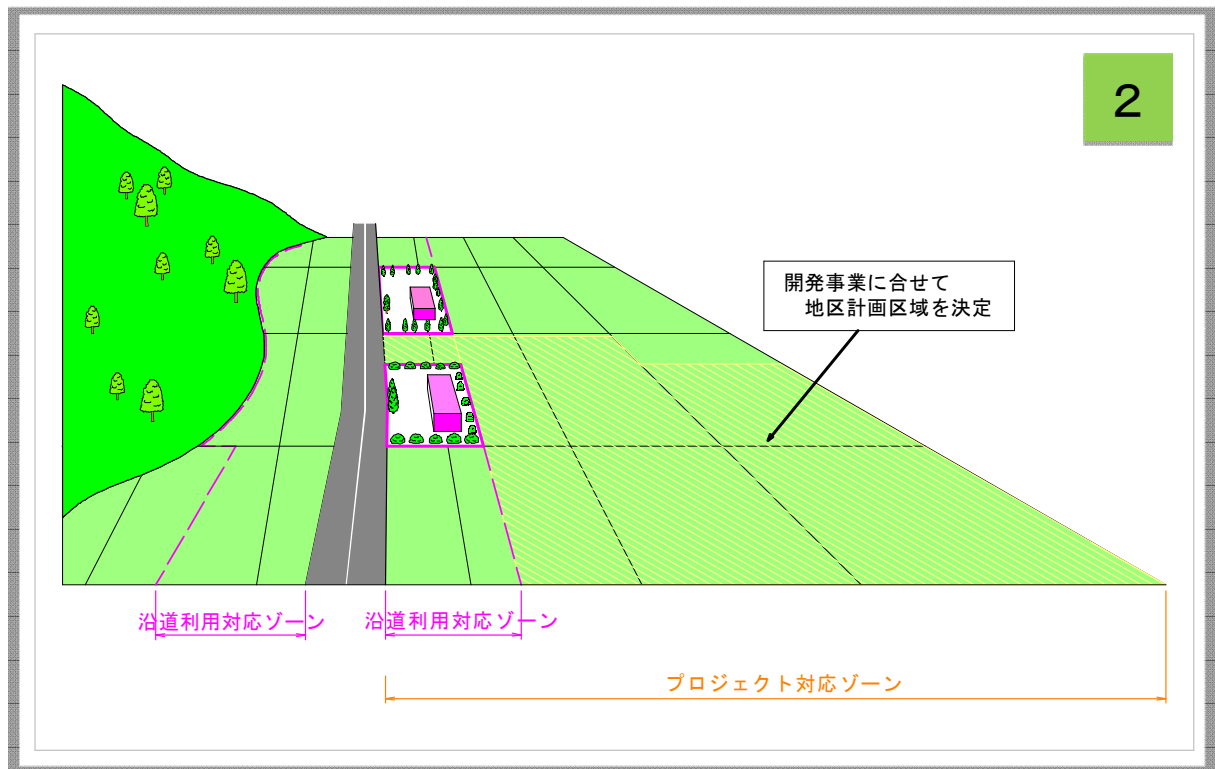 2
開発事業に合せて
地区計画区域を決定
沿道利用対応ゾーン
沿道利用対応ゾーン
プロジェクト対応ゾーン